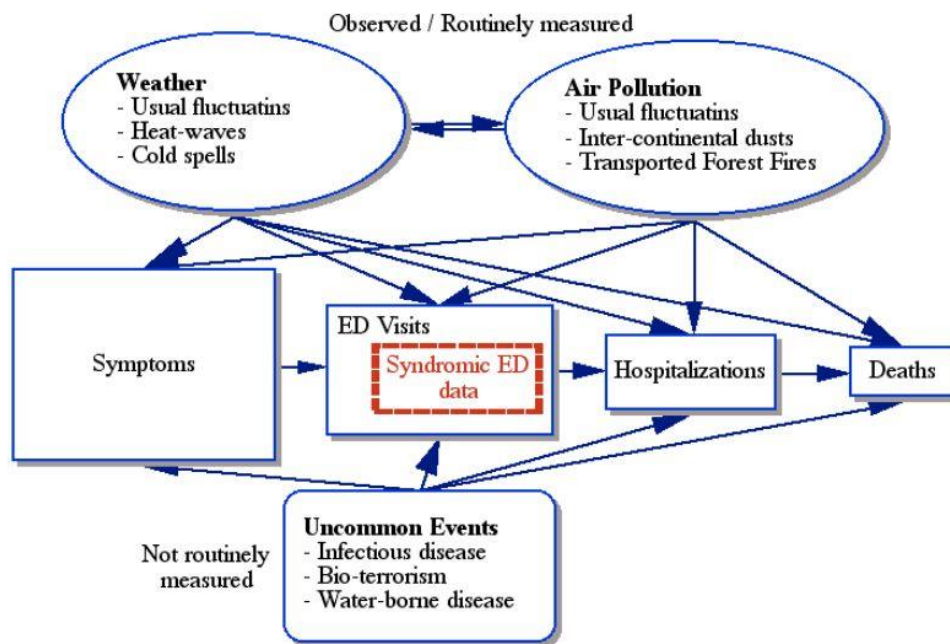 Observed / Routinely measured
Weather
- Usual fluctuatins
- Heat-waves
- Cold spells
Air Pollution
- Usual fluctuatins
- Inter-continental dusts
- Transported Forest Fires
Symptoms
ED Visits
Syndromic ED
data
Hospitalizations
Deaths
Not routinely
measured
Uncommon Events
- Infectious disease
- Bio-terrorism
- Water-borne disease